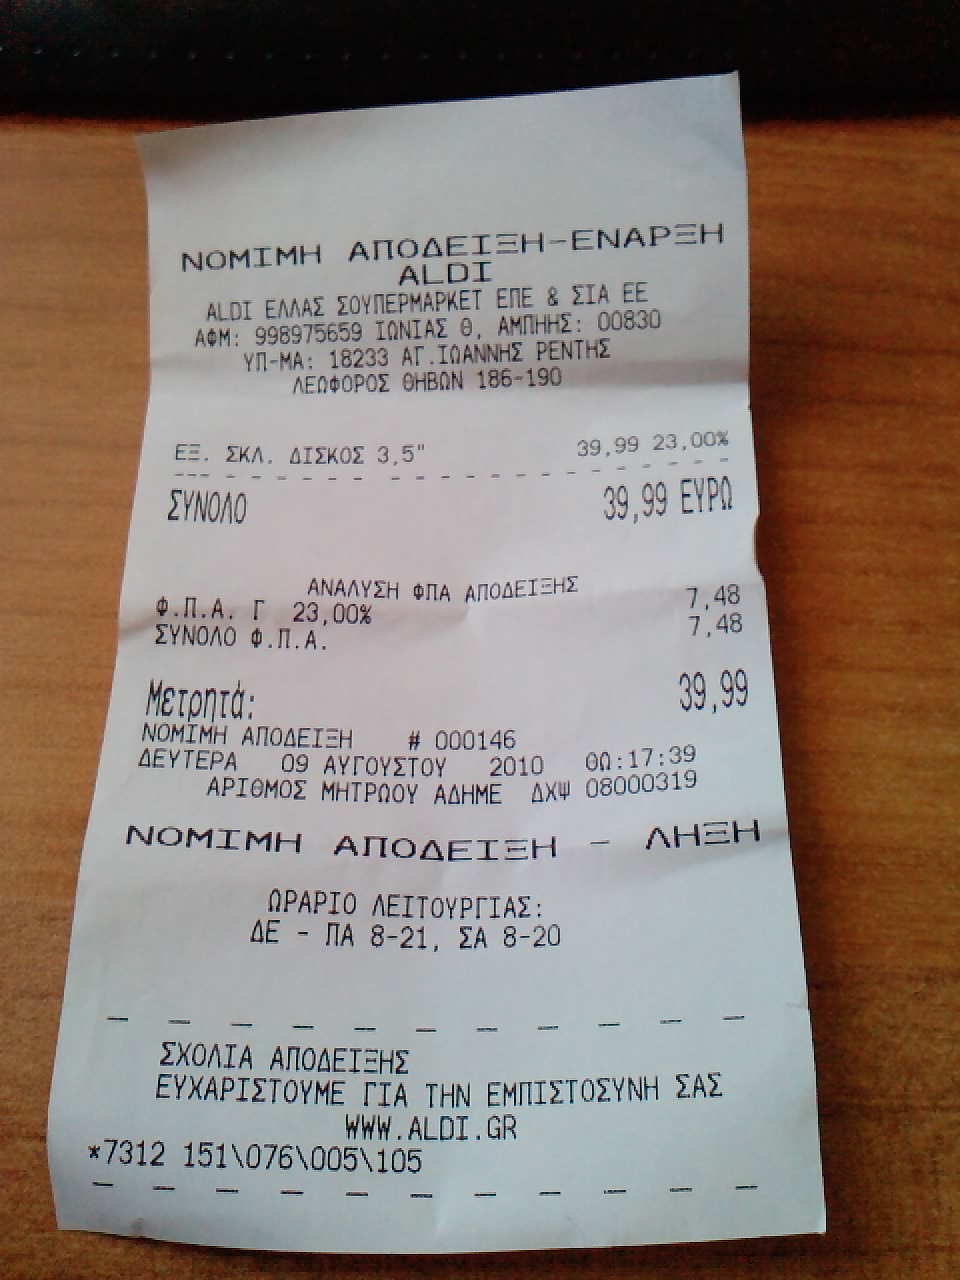 ΝΟΜΙΜΗ ΑΠΟΔΕΙΞΗ-ΕΝΑΡΞΗ
ALDI
ALDI ΕΛΛΑΣ ΣΟΥΠΕΡΜΑΡΚΕΤ ΕΠΕ & ΣΙΑ ΕΕ
ΑΦΜ: 998975659 ΙΩΝΙΑΣ Θ, ΑΜΠΗΗΣ: 00830
ΥΠ-ΜΑ: 18233 ΑΓ.ΙΩΑΝΝΗΣ ΡΕΝΤΗΣ
ΛΕΩΦΟΡΟΣ ΘΗΒΩΝ 186-190
ΕΞ. ΣΚΛ. ΔΙΣΚΟΣ 3,5" 39,99 23,00%
ΣΥΝΟΛΟ 39,99 ΕΥΡΩ
ΑΝΑΛΥΣΗ ΦΠΑ ΑΠΟΔΕΙΞΗΣ
Φ.Π.Α. Γ 23,00% 7,48
ΣΥΝΟΛΟ Φ.Π.Α. 7,48
Μετρητά: 39,99
ΝΟΜΙΜΗ ΑΠΟΔΕΙΞΗ # 000146
ΔΕΥΤΕΡΑ 09 ΑΥΓΟΥΣΤΟΥ 2010 ΘΩ:17:39
ΑΡΙΘΜΟΣ ΜΗΤΡΩΟΥ ΑΔΗΜΕ ΔΧΨ 08000319
ΝΟΜΙΜΗ ΑΠΟΔΕΙΞΗ - ΛΗΞΗ
ΩΡΑΡΙΟ ΛΕΙΤΟΥΡΓΙΑΣ:
ΔΕ - ΠΑ 8-21, ΣΑ 8-20
ΣΧΟΛΙΑ ΑΠΟΔΕΙΞΗΣ
ΕΥΧΑΡΙΣΤΟΥΜΕ ΓΙΑ ΤΗΝ ΕΜΠΙΣΤΟΣΥΝΗ ΣΑΣ
WWW.ALDI.GR
*7312 151\076\005\105